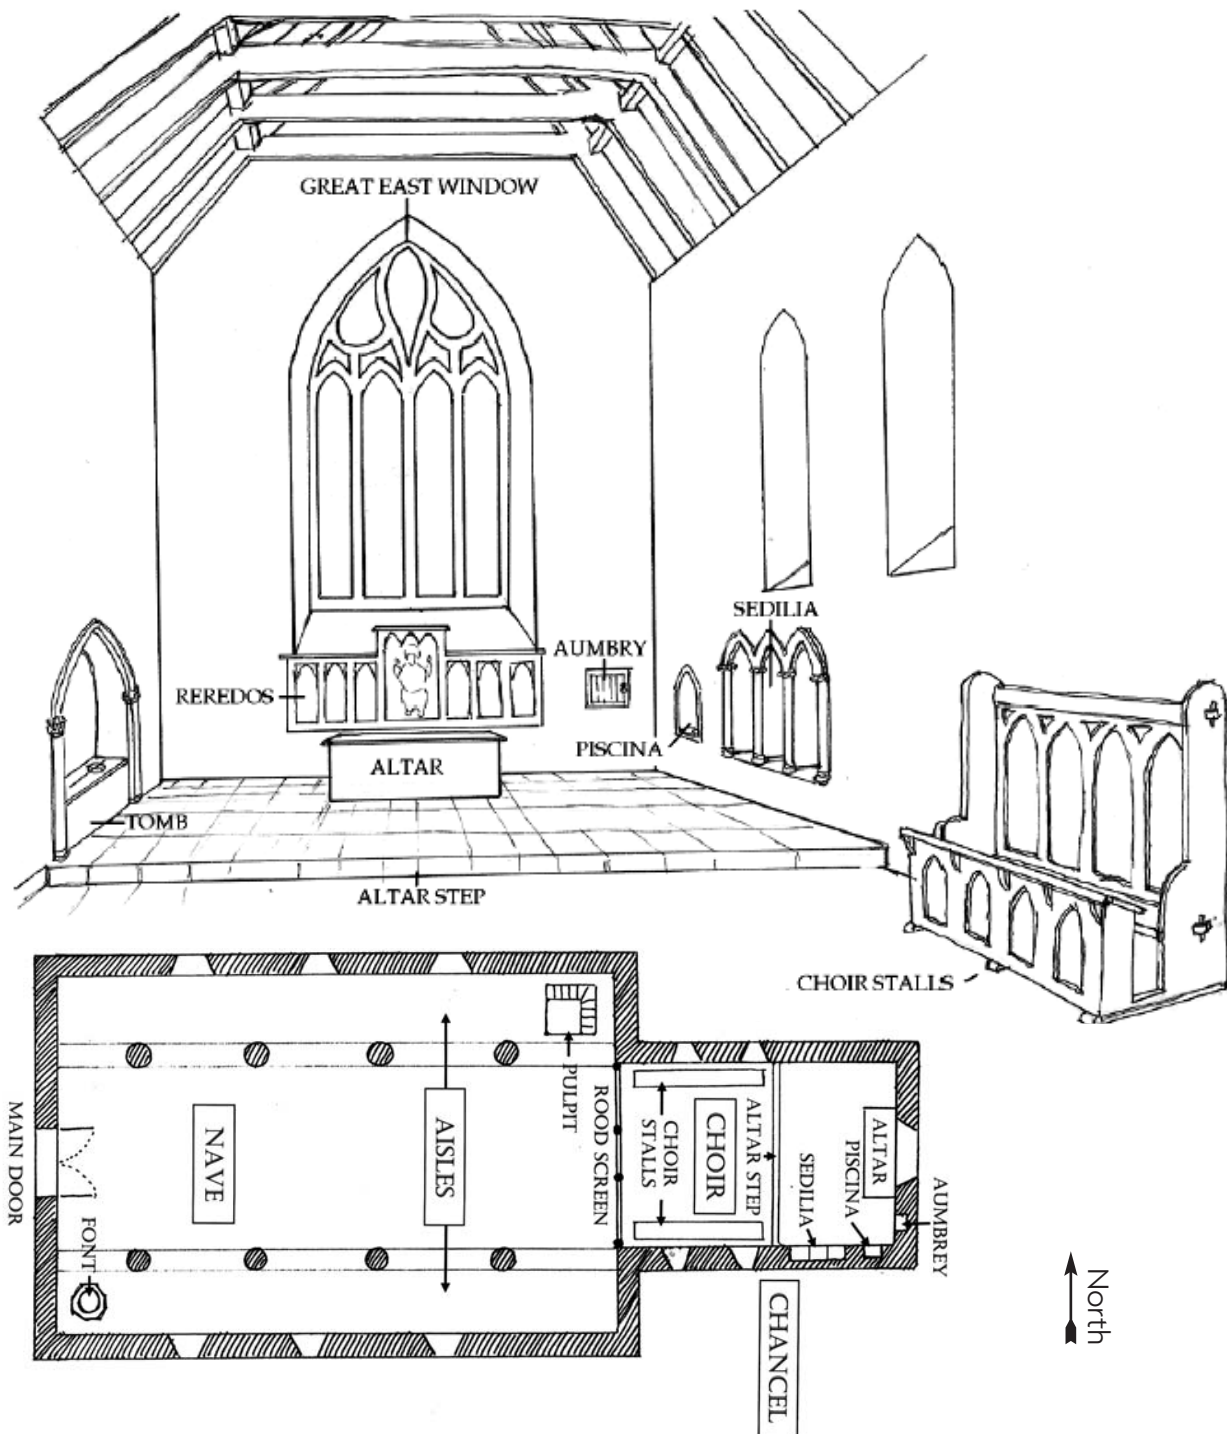 GREAT EAST WINDOW
SEDILIA
AUMBRY
REREDOS
PISCINA
ALTAR
TOMB
ALTAR STEP
CHOIR STALLS
MAIN DOOR
FONT
NAVE
AISLES
PULPIT
ROOD SCREEN
CHOIR
STALLS
CHOIR
ALTAR STEP
SEDILIA
PISCINA
ALTAR
AUMBREY
CHANCEL
North